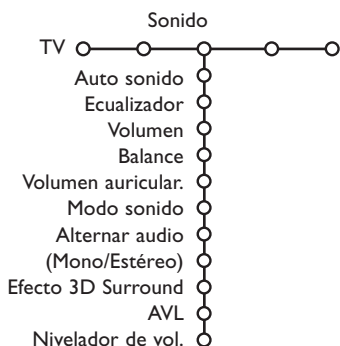 Sonido
TV
Auto sonido
Ecualizador
Volumen
Balance
Volumen auricular.
Modo sonido
Alternar audio
(Mono/Estéreo)
Efecto 3D Surround
AVL
Nivelador de vol.